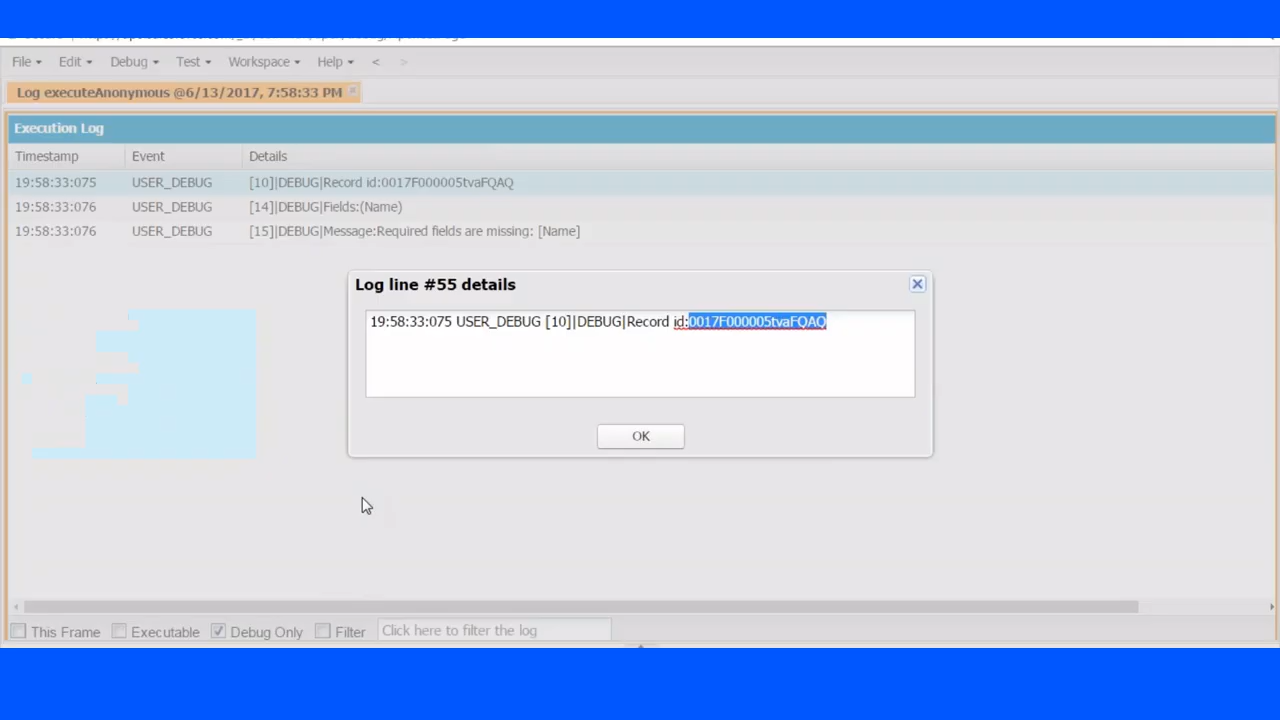 File Edit Debug Test Workspace Help < >
Log executeAnonymous @6/13/2017, 7:58:33 PM
Execution Log
Timestamp Event Details
19:58:33:075 USER_DEBUG [10]|DEBUG|Record id:0017F000005tvaFQAQ
19:58:33:076 USER_DEBUG [14]|DEBUG|Fields:(Name)
19:58:33:076 USER_DEBUG [15]|DEBUG|Message:Required fields are missing: [Name]
Log line #55 details
19:58:33:075 USER_DEBUG [10]|DEBUG|Record id:0017F000005tvaFQAQ
OK
This Frame Executable Debug Only Filter Click here to filter the log